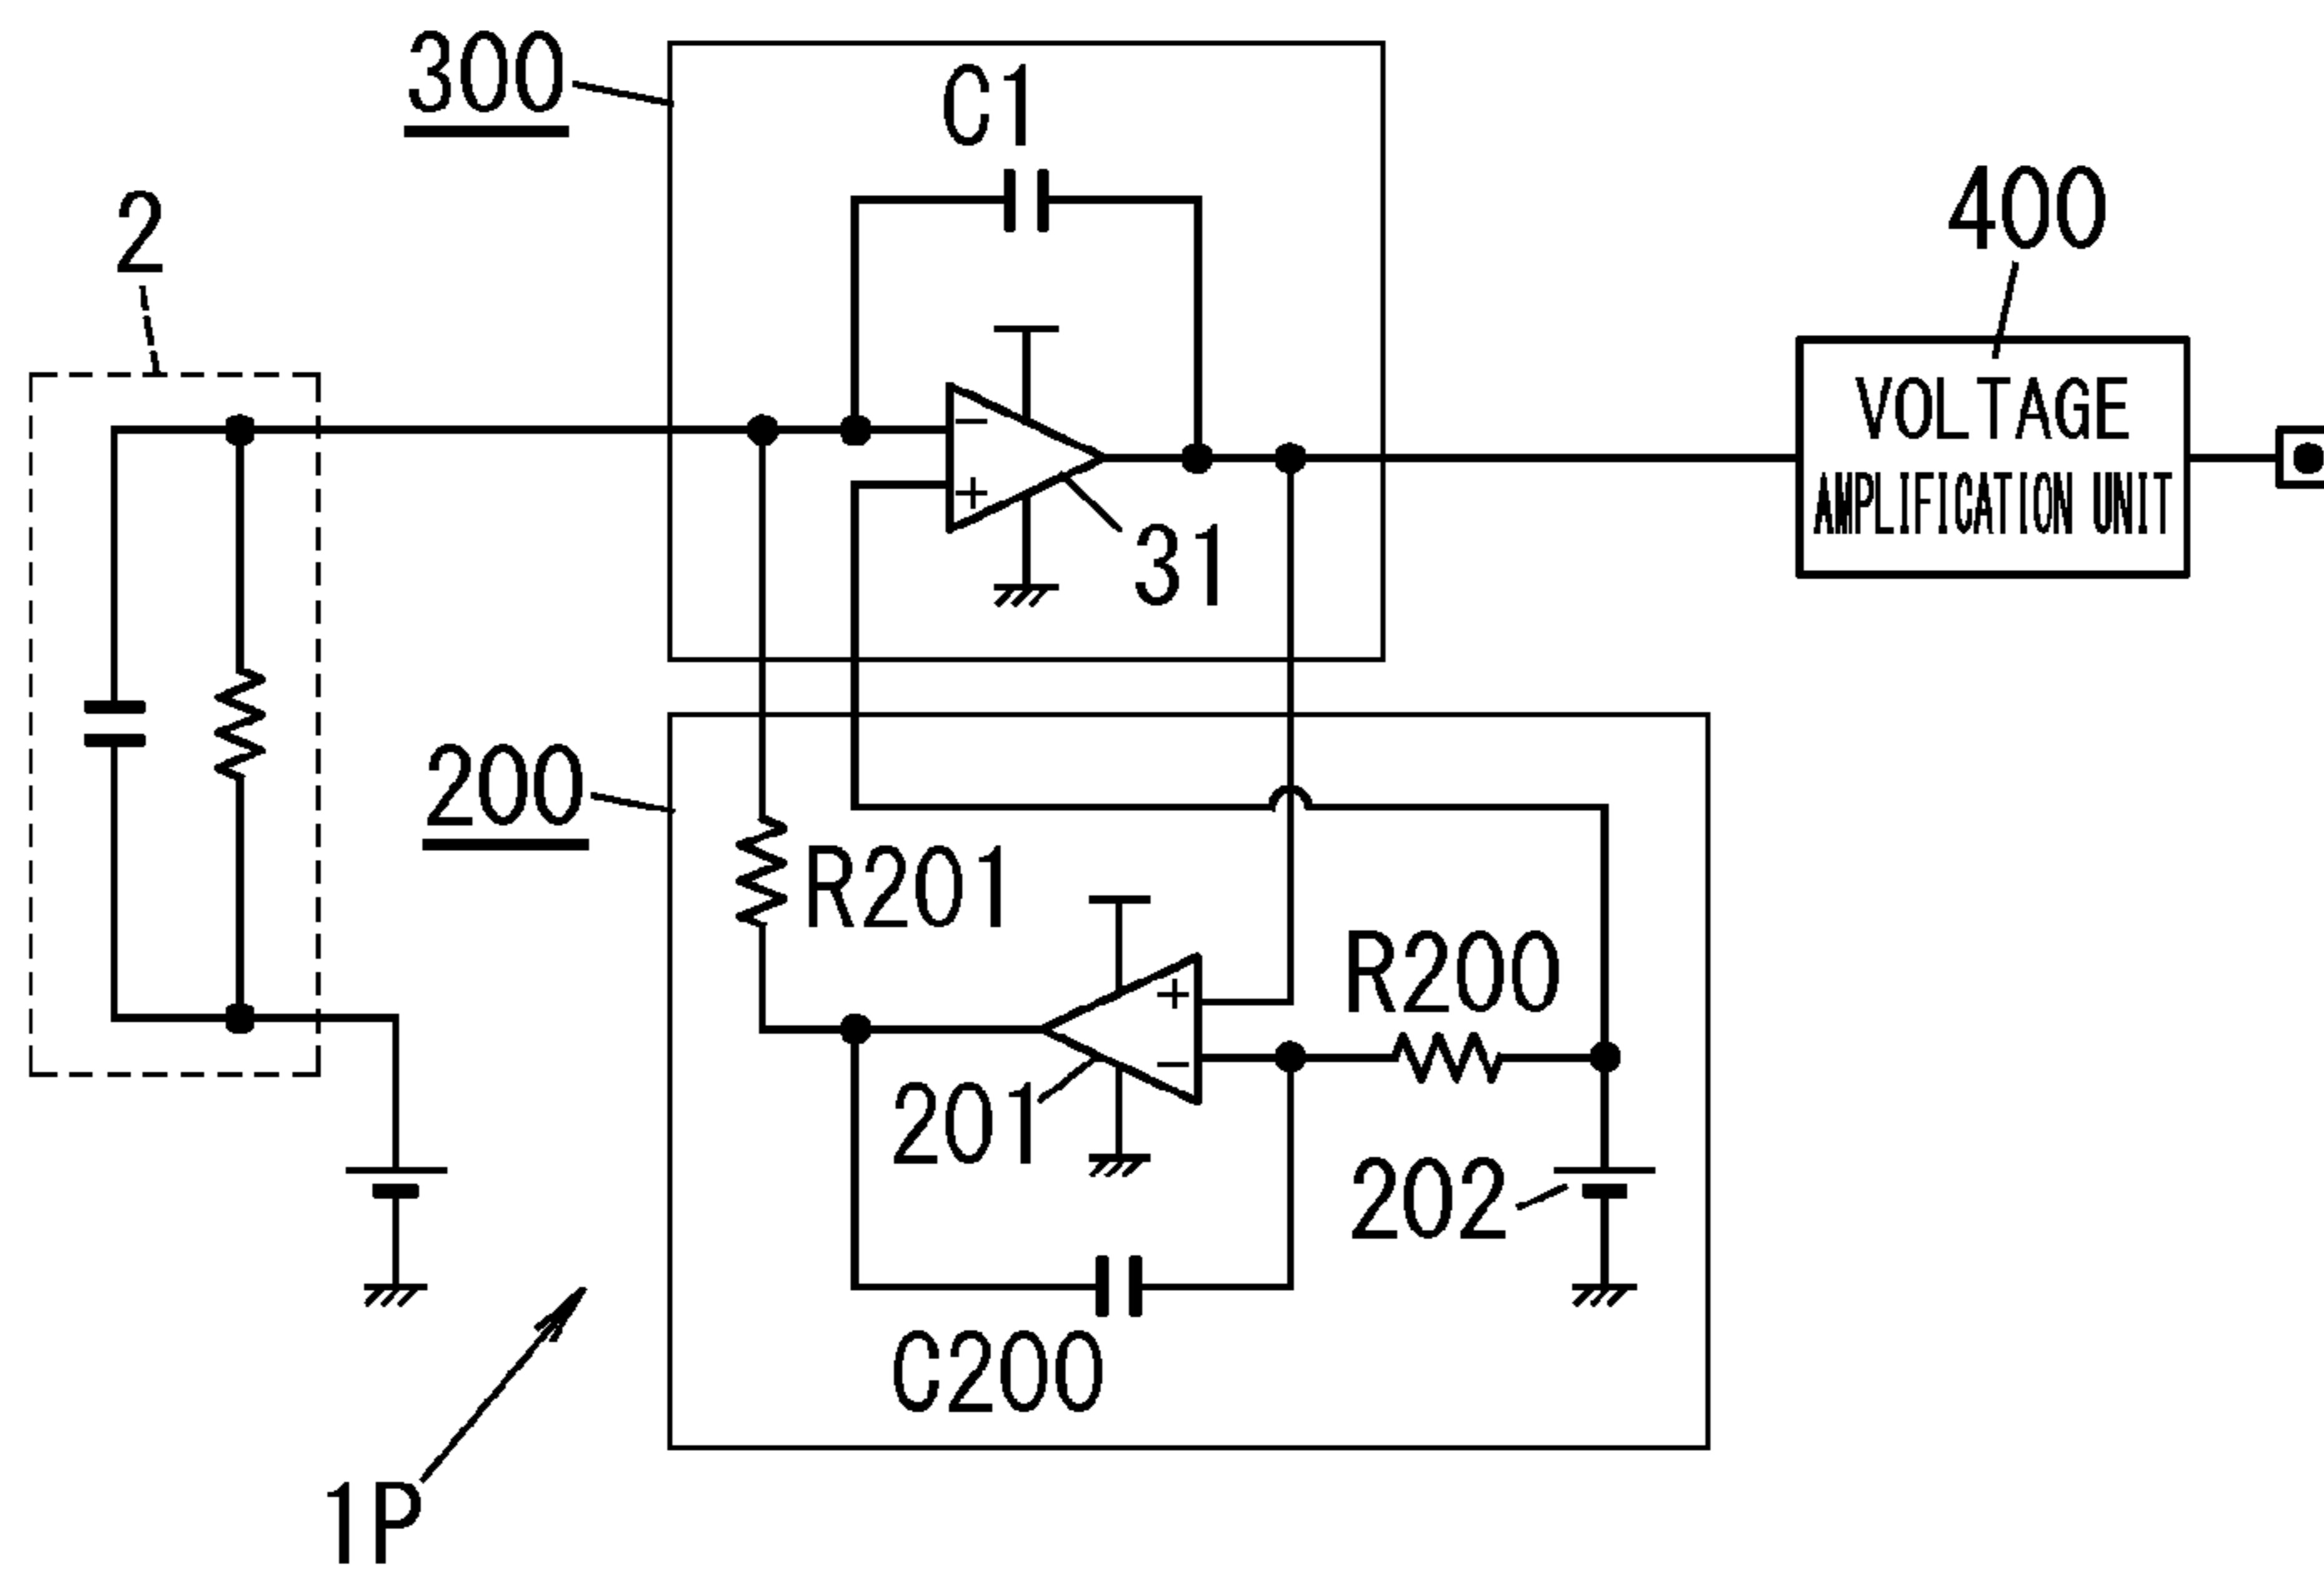 300
C1
2
400
VOLTAGE
AMPLIFICATION UNIT
−
+
31
200
R201
+
R200
−
201
202
C200
1P